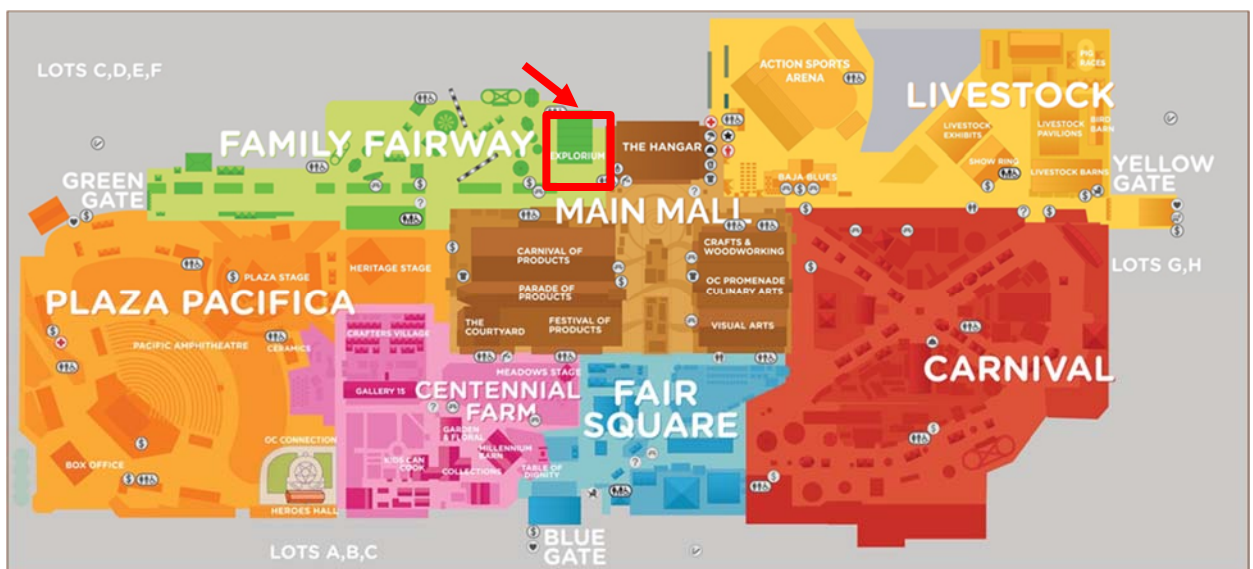 LOTS C,D,E,F
ACTION SPORTS
ARENA
PIG
RACES
LIVESTOCK
FAMILY FAIRWAY
EXPLORIUM
THE HANGAR
LIVESTOCK
EXHIBITS
LIVESTOCK
PAVILIONS
BIRD
BARN
SHOW RING
LIVESTOCK BARNS
YELLOW
GATE
BAJA BLUES
GREEN
GATE
MAIN MALL
CARNIVAL OF
PRODUCTS
CRAFTS &
WOODWORKING
HERITAGE STAGE
PLAZA STAGE
LOTS G,H
PLAZA PACIFICA
PARADE OF
PRODUCTS
OC PROMENADE
CULINARY ARTS
THE
COURTYARD
FESTIVAL OF
PRODUCTS
VISUAL ARTS
CRAFTERS VILLAGE
PACIFIC AMPHITHEATRE
CERAMICS
MEADOWS STAGE
CARNIVAL
GALLERY 15
CENTENNIAL
FARM
FAIR
SQUARE
GARDEN
& FLORAL
OC CONNECTION
MILLENNIUM
BARN
BOX OFFICE
KIDS CAN
COOK
COLLECTIONS
TABLE OF
DIGNITY
HEROES HALL
BLUE
GATE
LOTS A,B,C